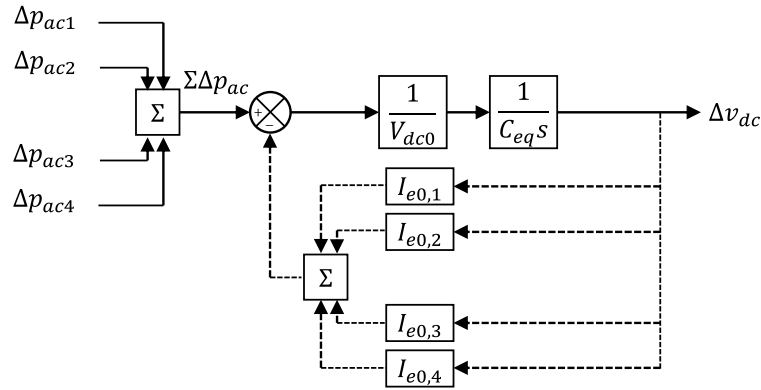 Δp_ac1
Δp_ac2
Δp_ac3
Δp_ac4
Σ
ΣΔp_ac
+
−
1
V_dc0
1
C_eq s
Δv_dc
I_e0,1
I_e0,2
Σ
I_e0,3
I_e0,4